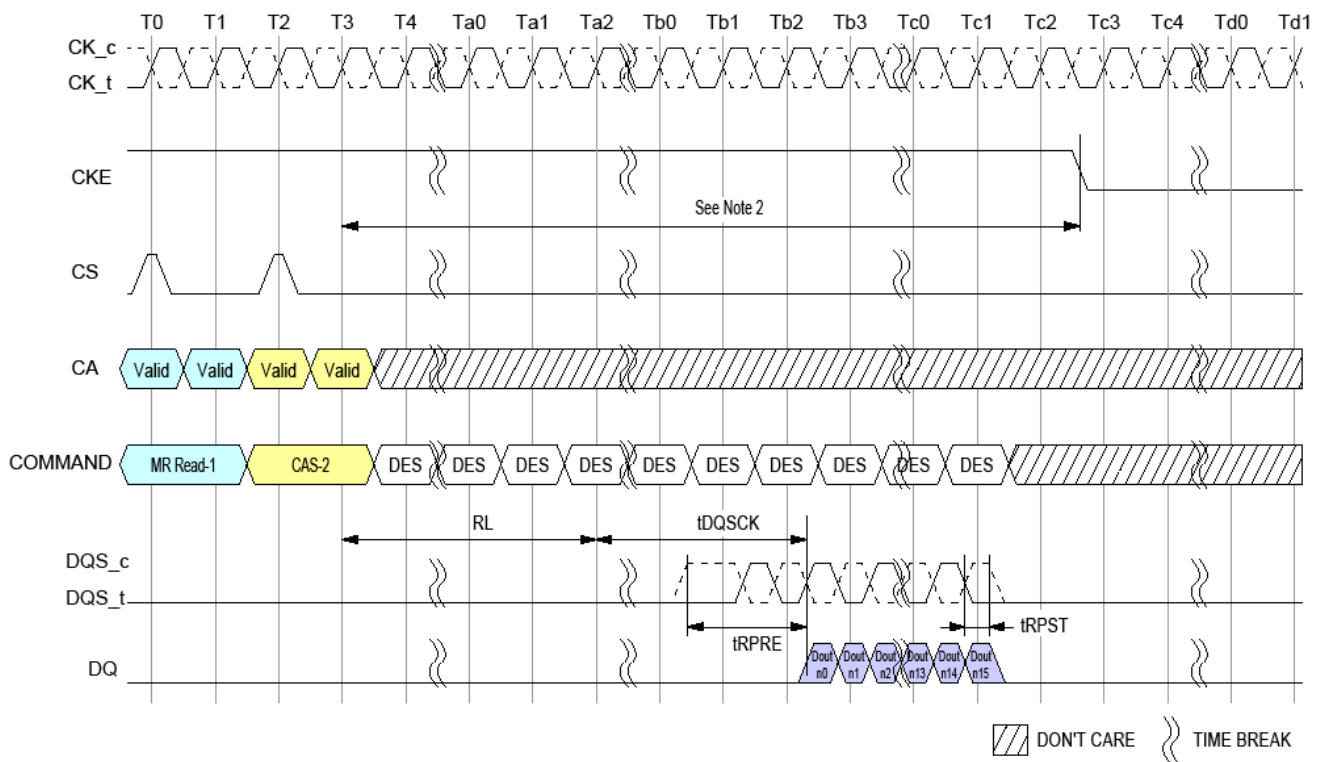 T0 T1 T2 T3 T4 Ta0 Ta1 Ta2 Tb0 Tb1 Tb2 Tb3 Tc0 Tc1 Tc2 Tc3 Tc4 Td0 Td1
CK_c
CK_t
CKE
See Note 2
CS
CA Valid Valid Valid Valid
COMMAND MR Read-1 CAS-2 DES DES DES DES DES DES DES DES DES DES
RL tDQSCK
DQS_c
DQS_t
tRPRE tRPST
DQ Dout n0 Dout n1 Dout n2 Dout n13 Dout n14 Dout n15
DON'T CARE TIME BREAK